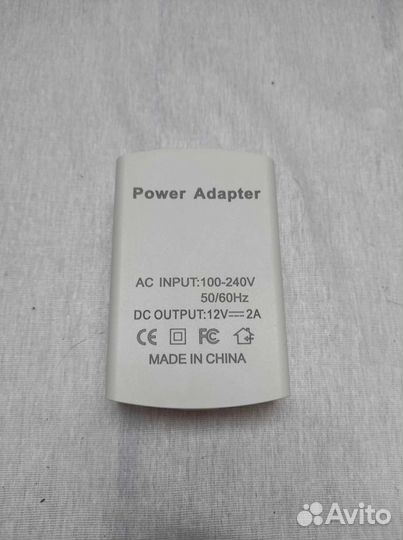 Power Adapter
AC INPUT:100-240V
50/60Hz
DC OUTPUT:12V⎓2A
CE FC
MADE IN CHINA
Avito